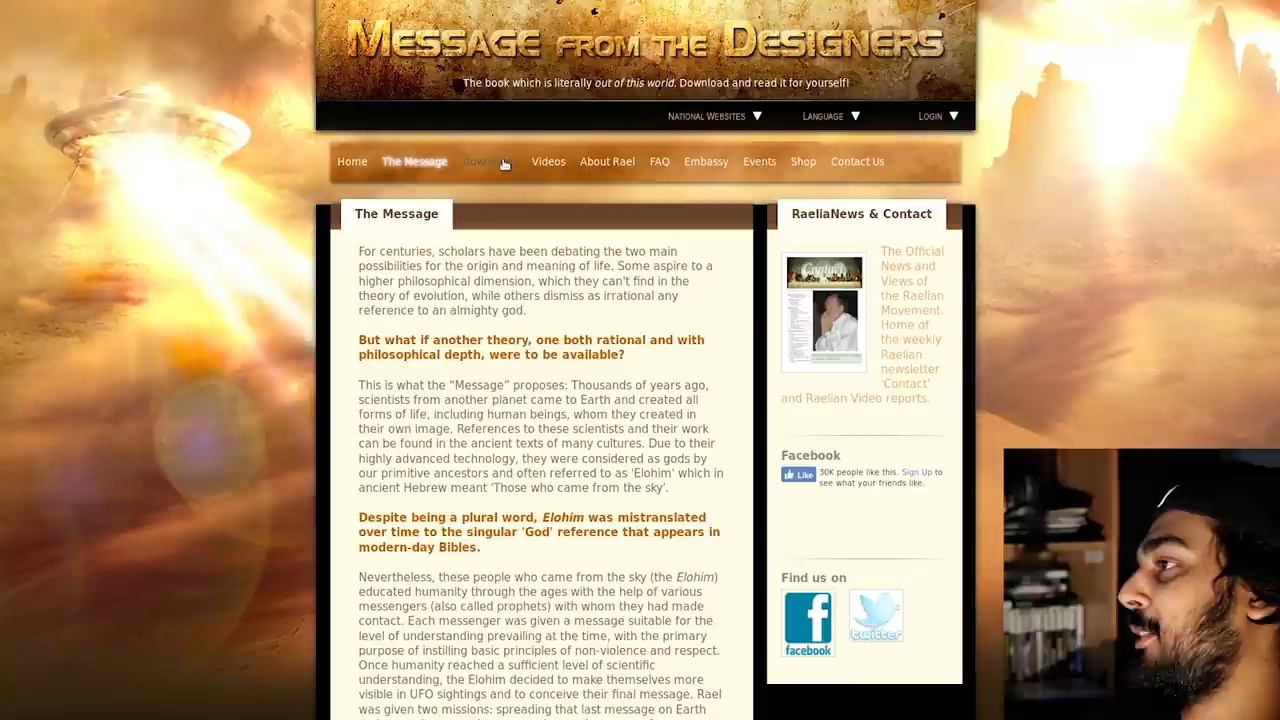 Message from the Designers
The book which is literally out of this world. Download and read it for yourself!
National Websites
Language
Login
Home
The Message
Videos
About Rael
FAQ
Embassy
Events
Shop
Contact Us
The Message
For centuries, scholars have been debating the two main
possibilities for the origin and meaning of life. Some aspire to a
higher philosophical dimension, which they can't find in the
theory of evolution, while others dismiss as irrational any
reference to an almighty god.
But what if another theory, one both rational and with
philosophical depth, were to be available?
This is what the “Message” proposes: Thousands of years ago,
scientists from another planet came to Earth and created all
forms of life, including human beings, whom they created in
their own image. References to these scientists and their work
can be found in the ancient texts of many cultures. Due to their
highly advanced technology, they were considered as gods by
our primitive ancestors and often referred to as 'Elohim' which in
ancient Hebrew meant ‘Those who came from the sky’.
Despite being a plural word, Elohim was mistranslated
over time to the singular 'God' reference that appears in
modern-day Bibles.
Nevertheless, these people who came from the sky (the Elohim)
educated humanity through the ages with the help of various
messengers (also called prophets) with whom they had made
contact. Each messenger was given a message suitable for the
level of understanding prevailing at the time, with the primary
purpose of instilling basic principles of non-violence and respect.
Once humanity reached a sufficient level of scientific
understanding, the Elohim decided to make themselves more
visible in UFO sightings and to conceive their final message. Rael
was given two missions: spreading that last message on Earth
RaeliaNews & Contact
Contact
The Official
News and
Views of
the Raelian
Movement.
Home of
the weekly
Raelian
newsletter
‘Contact’
and Raelian Video reports.
Facebook
Like
30K people like this. Sign Up to
see what your friends like.
Find us on
facebook
twitter